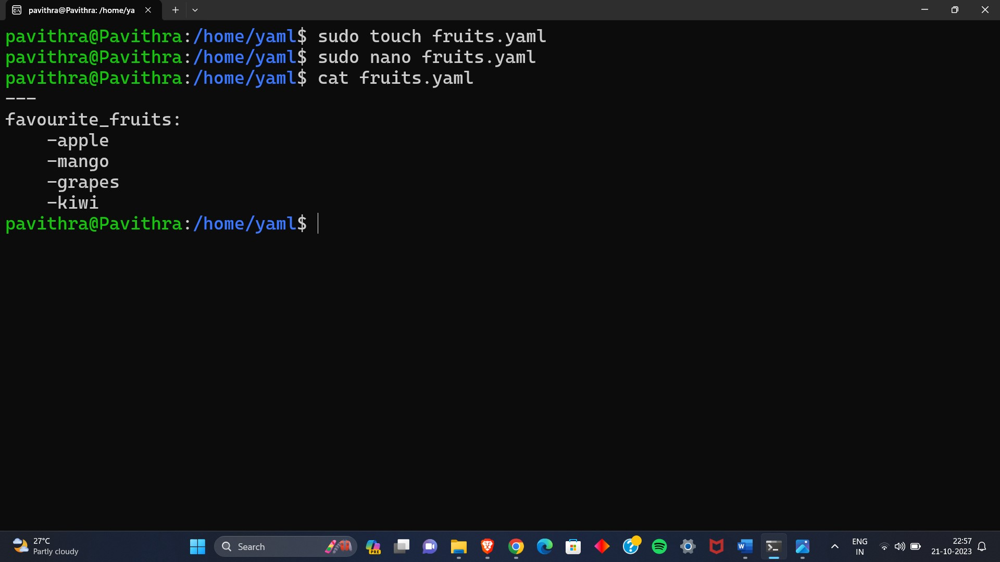 pavithra@Pavithra: /home/ya
pavithra@Pavithra:/home/yaml$ sudo touch fruits.yaml
pavithra@Pavithra:/home/yaml$ sudo nano fruits.yaml
pavithra@Pavithra:/home/yaml$ cat fruits.yaml
---
favourite_fruits:
    -apple
    -mango
    -grapes
    -kiwi
pavithra@Pavithra:/home/yaml$
27°C
Partly cloudy
Search
PRE
ENG
IN
22:57
21-10-2023